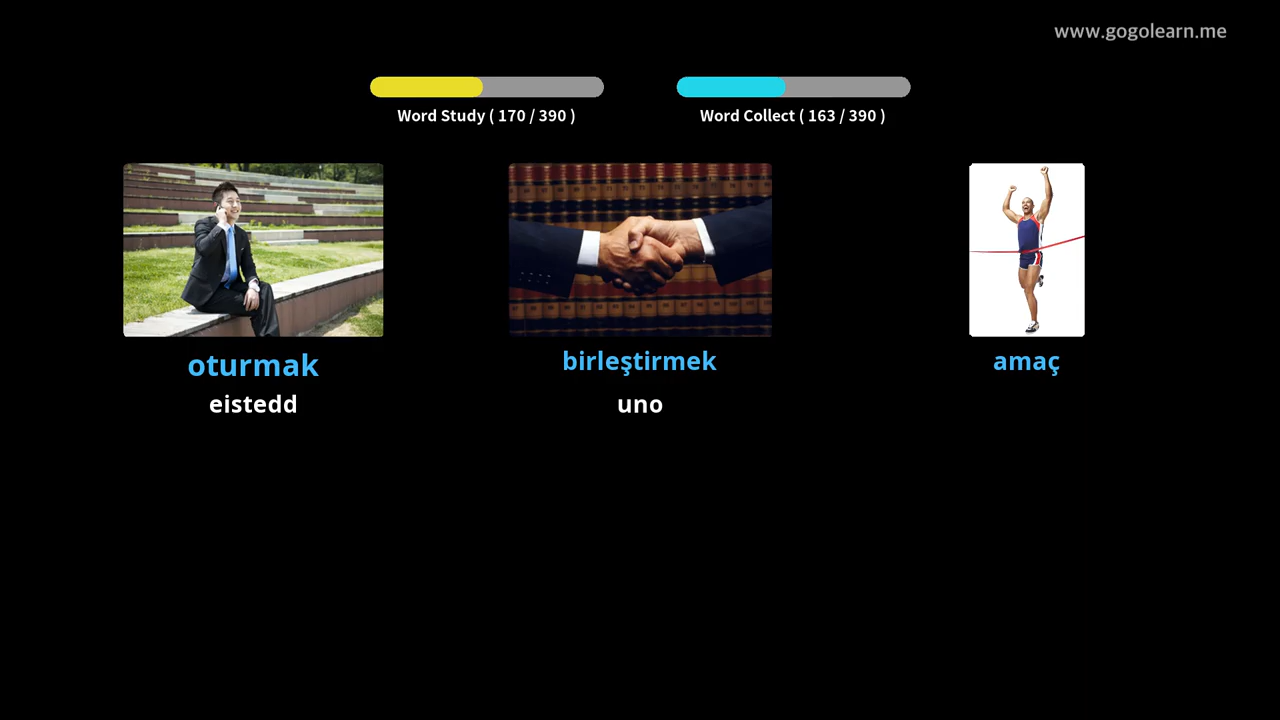 www.gogolearn.me
Word Study ( 170 / 390 )
Word Collect ( 163 / 390 )
oturmak
birleştirmek
amaç
eistedd
uno